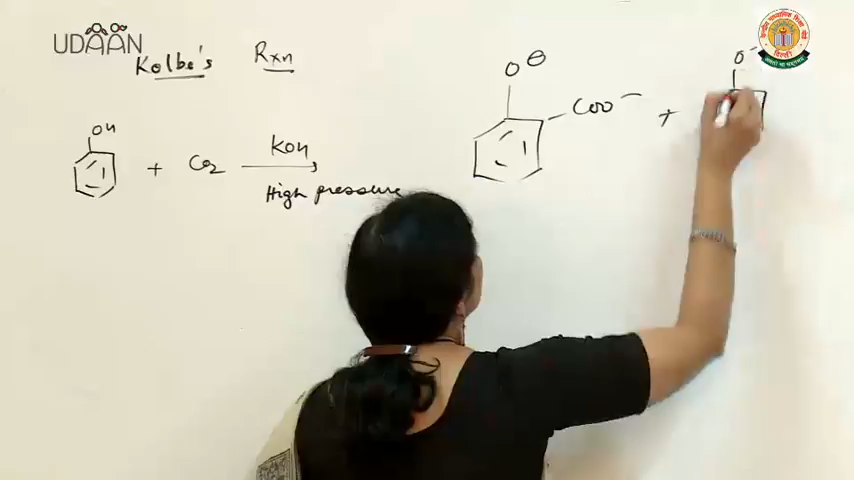 UDAAN
Kolbe's Rxn
OH + CO2 KOH High pressure
O⊖ COO− + O−